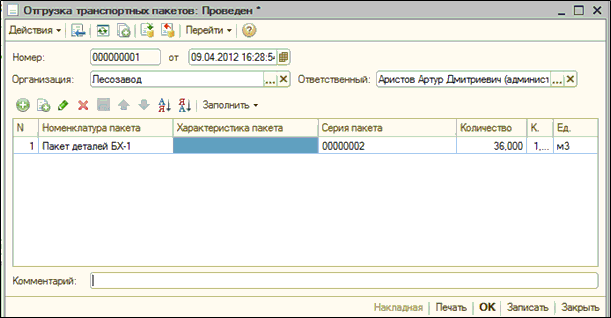 Отгрузка транспортных пакетов: Проведен *
Действия Перейти
Номер: 000000001 от 09.04.2012 16:28:54
Организация: Лесозавод ... Ответственный: Аристов Артур Дмитриевич (админист ...
Заполнить
N Номенклатура пакета Характеристика пакета Серия пакета Количество К. Ед.
1 Пакет деталей БХ-1 00000002 36,000 1,... м3
Комментарий:
Накладная Печать OK Записать Закрыть